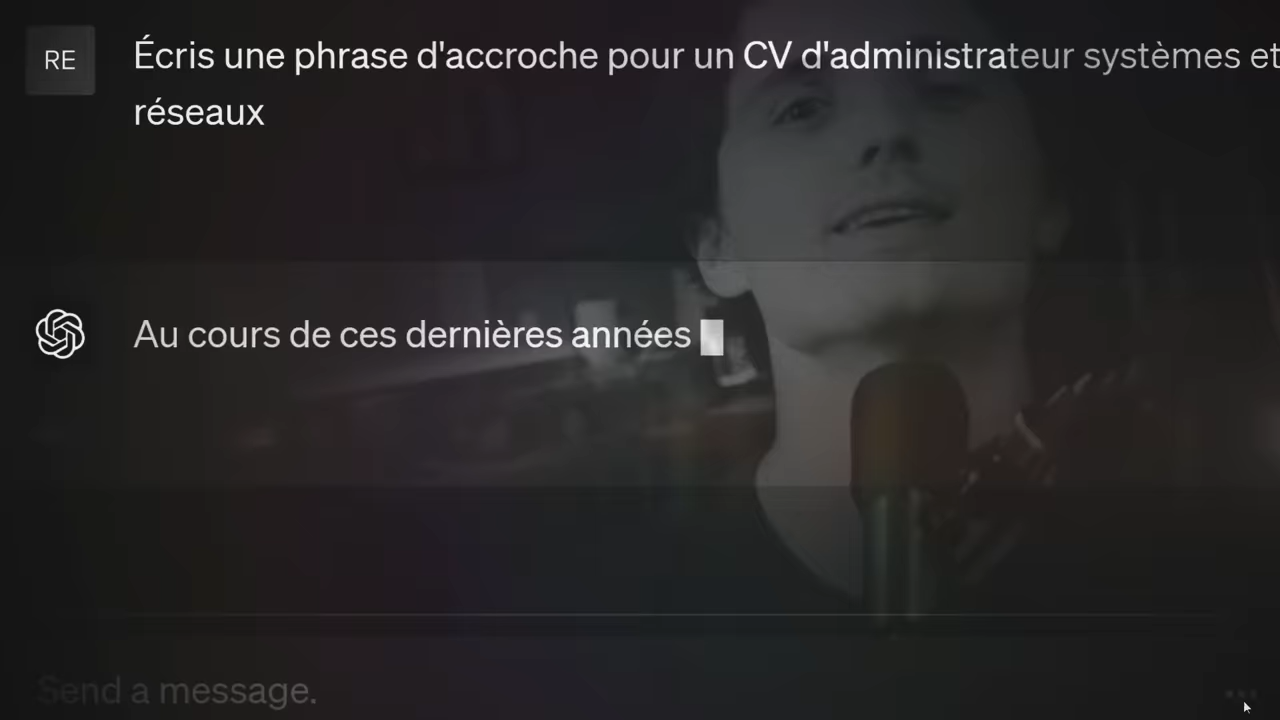 RE
Écris une phrase d'accroche pour un CV d'administrateur systèmes et
réseaux
Au cours de ces dernières années
Send a message.